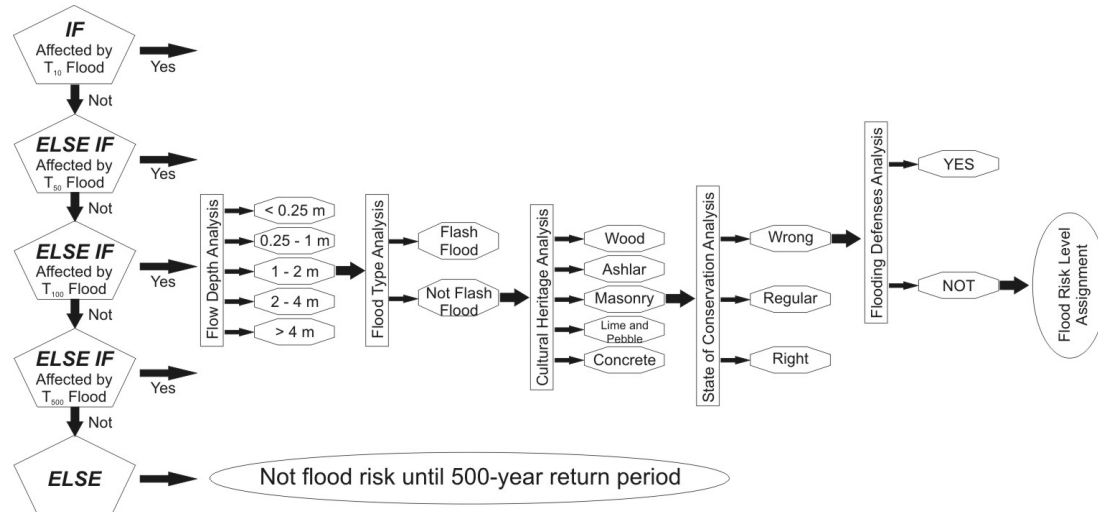 IF
Affected by
T10 Flood
Yes
Not
ELSE IF
Affected by
T50 Flood
Yes
Not
ELSE IF
Affected by
T100 Flood
Yes
Not
ELSE IF
Affected by
T500 Flood
Yes
Not
ELSE
Not flood risk until 500-year return period
Flow Depth Analysis
< 0.25 m
0.25 - 1 m
1 - 2 m
2 - 4 m
> 4 m
Flood Type Analysis
Flash
Flood
Not Flash
Flood
Cultural Heritage Analysis
Wood
Ashlar
Masonry
Lime and
Pebble
Concrete
State of Conservation Analysis
Wrong
Regular
Right
Flooding Defenses Analysis
YES
NOT
Flood Risk Level
Assignment